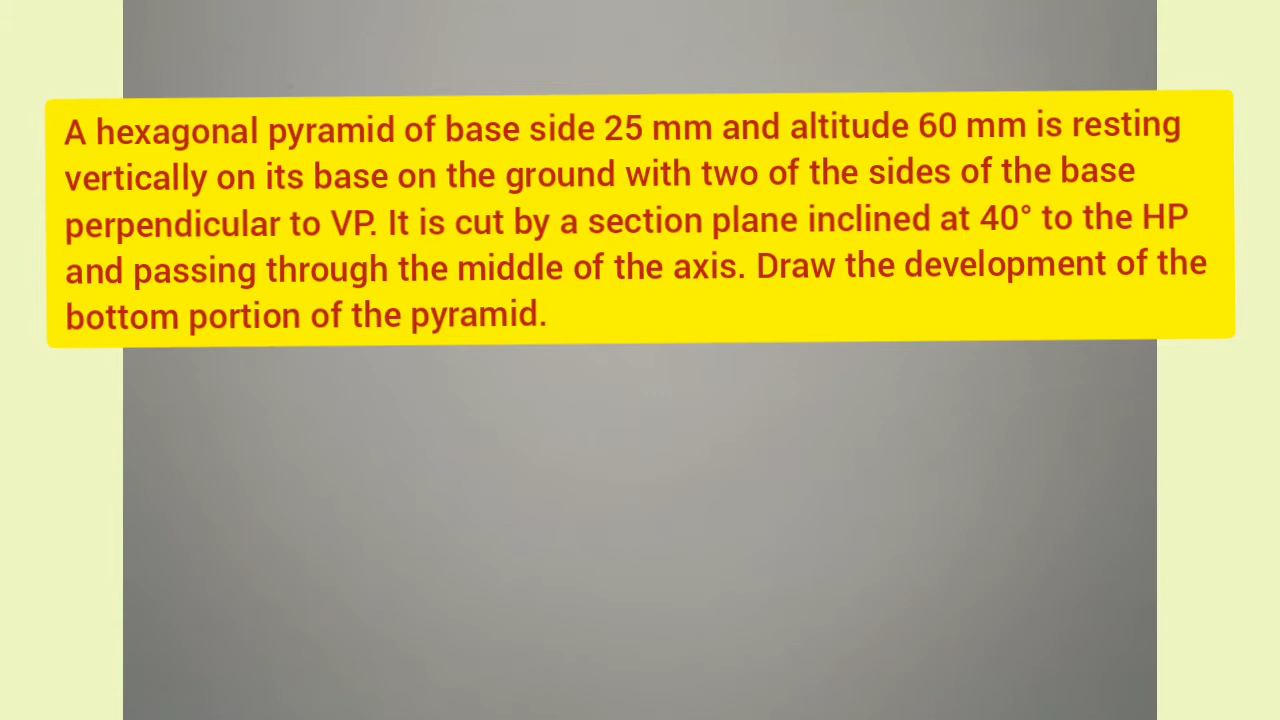 A hexagonal pyramid of base side 25 mm and altitude 60 mm is resting
vertically on its base on the ground with two of the sides of the base
perpendicular to VP. It is cut by a section plane inclined at 40° to the HP
and passing through the middle of the axis. Draw the development of the
bottom portion of the pyramid.